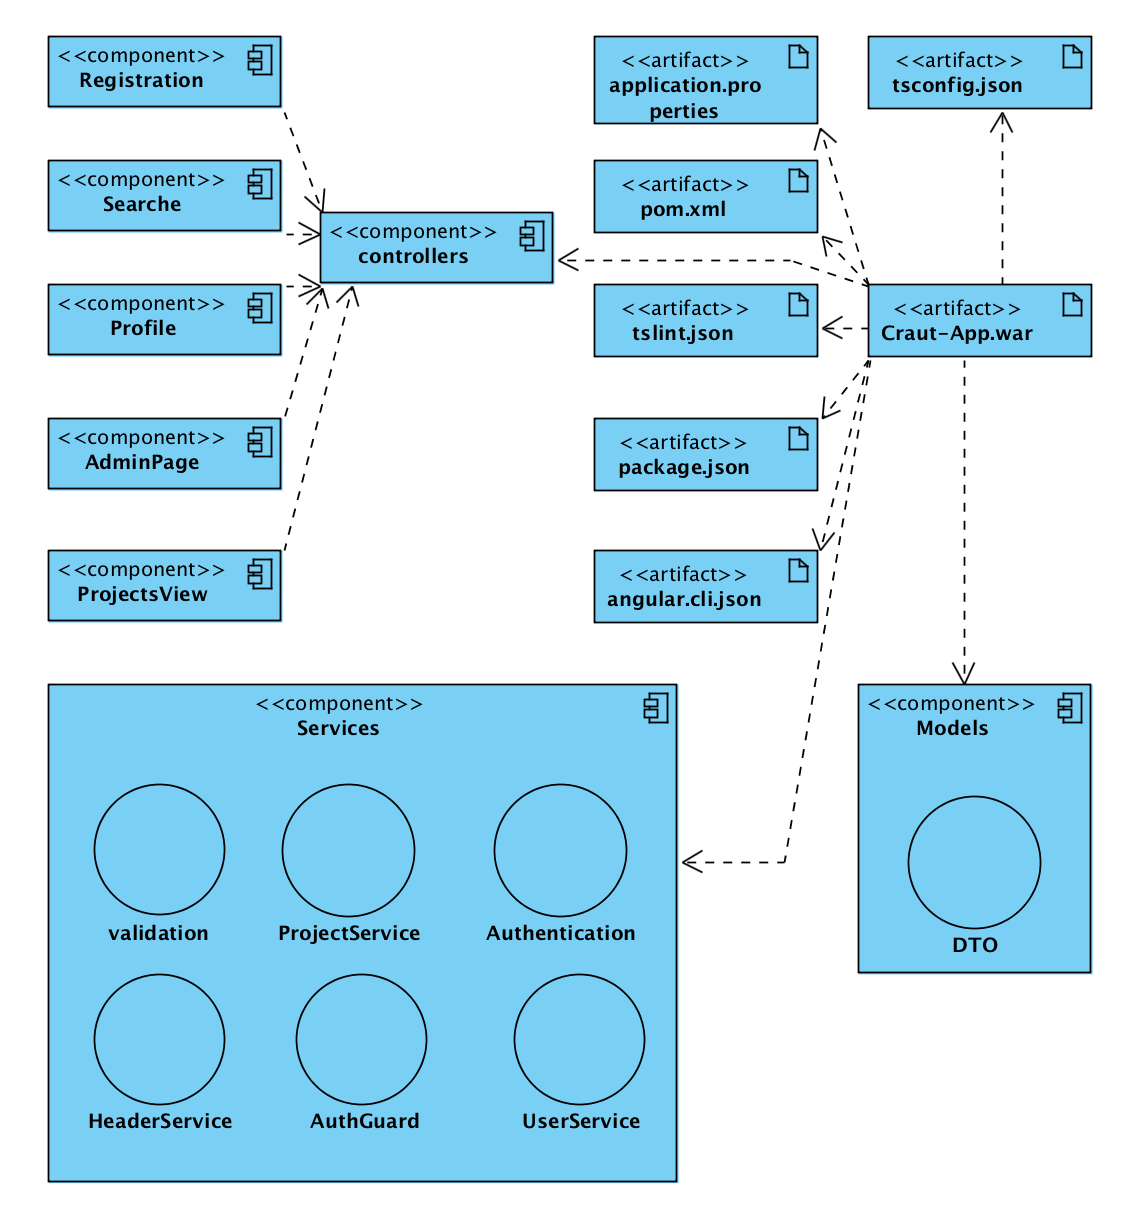 <<component>>
Registration
<<component>>
Searche
<<component>>
Profile
<<component>>
AdminPage
<<component>>
ProjectsView
<<component>>
controllers
<<artifact>>
application.pro
perties
<<artifact>>
pom.xml
<<artifact>>
tslint.json
<<artifact>>
package.json
<<artifact>>
angular.cli.json
<<artifact>>
tsconfig.json
<<artifact>>
Craut-App.war
<<component>>
Services
validation
ProjectService
Authentication
HeaderService
AuthGuard
UserService
<<component>>
Models
DTO